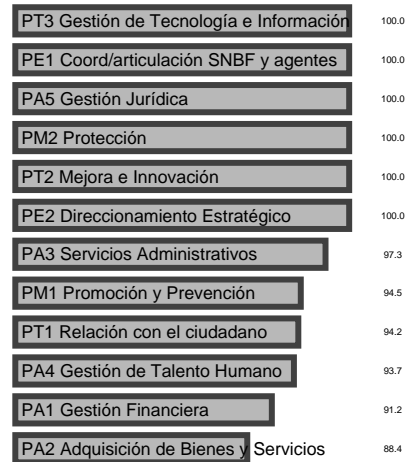 PT3 Gestión de Tecnología e Información 100.0
PE1 Coord/articulación SNBF y agentes 100.0
PA5 Gestión Jurídica 100.0
PM2 Protección 100.0
PT2 Mejora e Innovación 100.0
PE2 Direccionamiento Estratégico 100.0
PA3 Servicios Administrativos 97.3
PM1 Promoción y Prevención 94.5
PT1 Relación con el ciudadano 94.2
PA4 Gestión de Talento Humano 93.7
PA1 Gestión Financiera 91.2
PA2 Adquisición de Bienes y Servicios 88.4